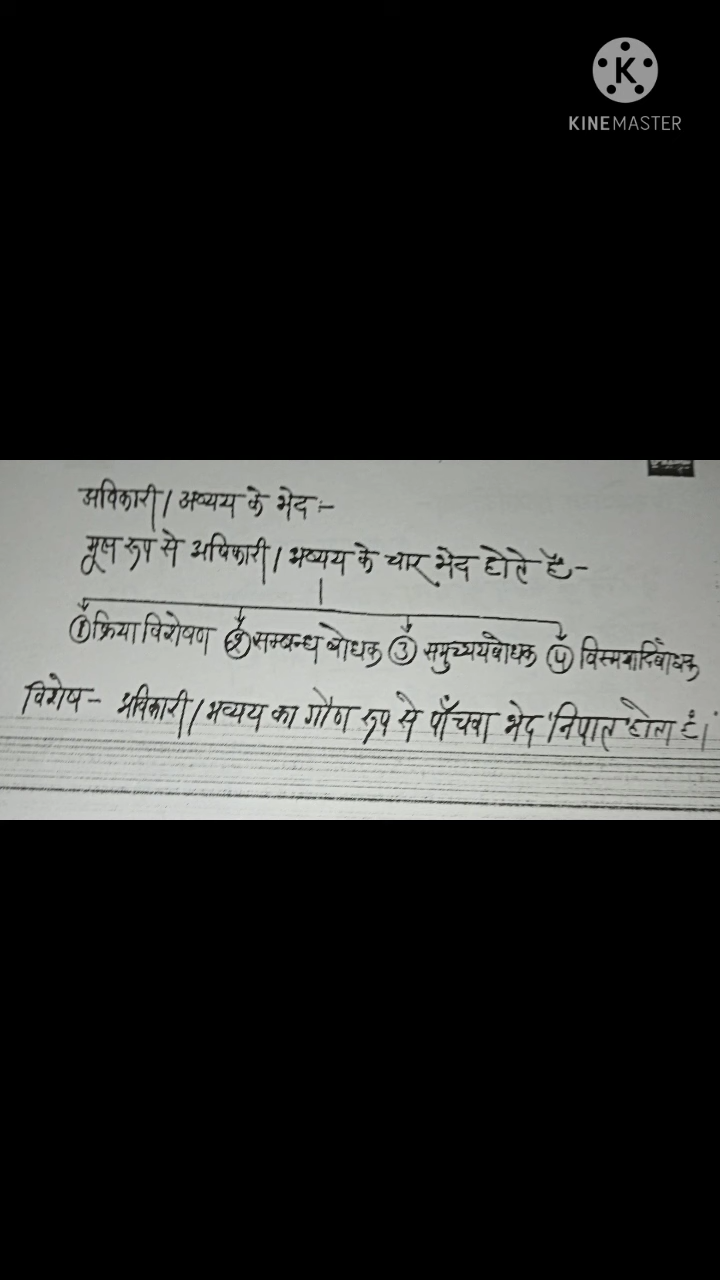 KINEMASTER
अविकारी/अव्यय के भेद :-
मूल रूप से अविकारी/अव्यय के चार भेद होते हैं-
① क्रिया विशेषण ② सम्बन्ध बोधक ③ समुच्चयबोधक ④ विस्मयादिबोधक
विशेष - अविकारी/अव्यय का गौण रूप से पाँचवा भेद 'निपात' होता है।